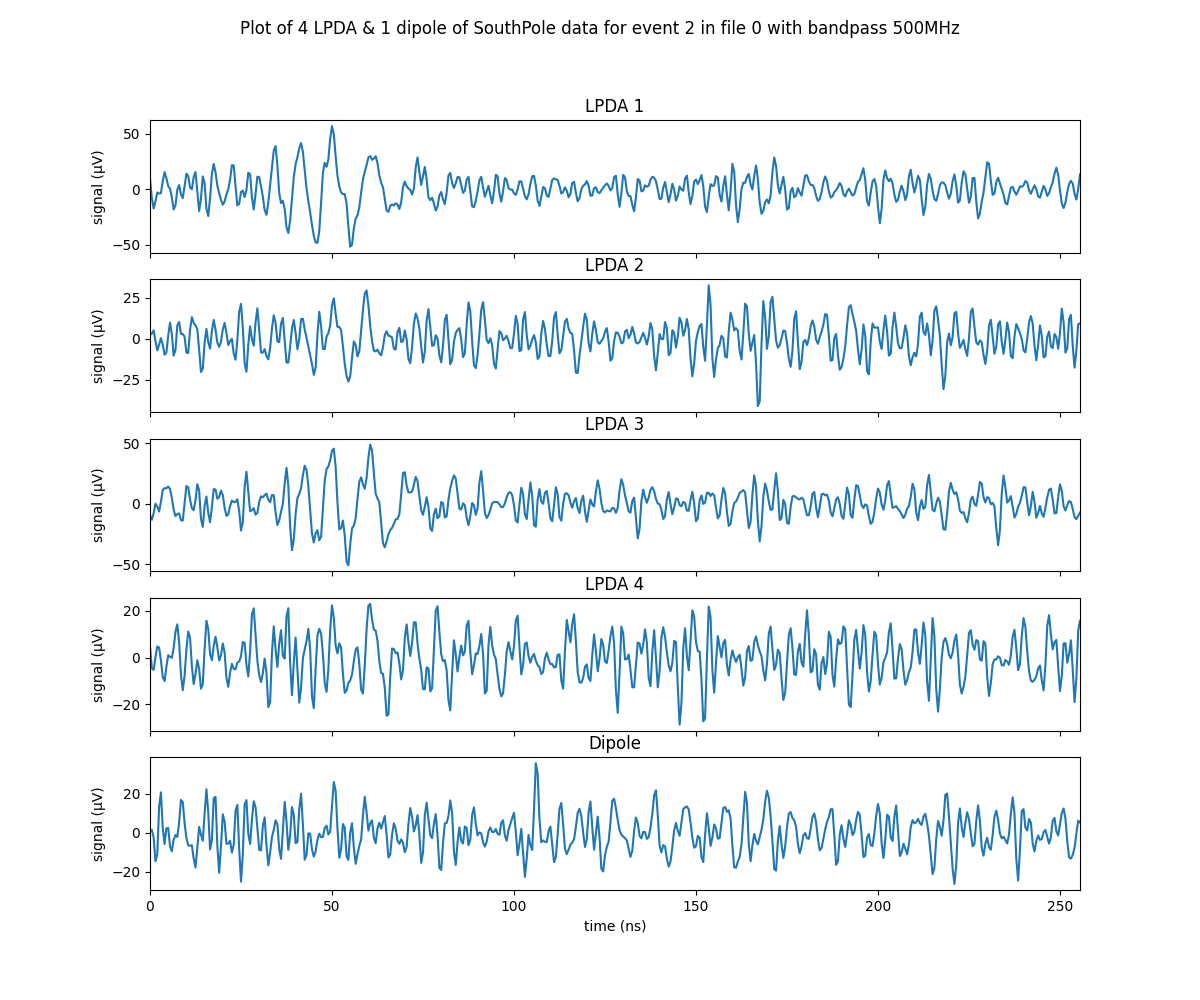 Plot of 4 LPDA & 1 dipole of SouthPole data for event 2 in file 0 with bandpass 500MHz
LPDA 1
signal (μV)
50
0
−50
LPDA 2
signal (μV)
25
0
−25
LPDA 3
signal (μV)
50
0
−50
LPDA 4
signal (μV)
20
0
−20
Dipole
signal (μV)
20
0
−20
0 50 100 150 200 250
time (ns)